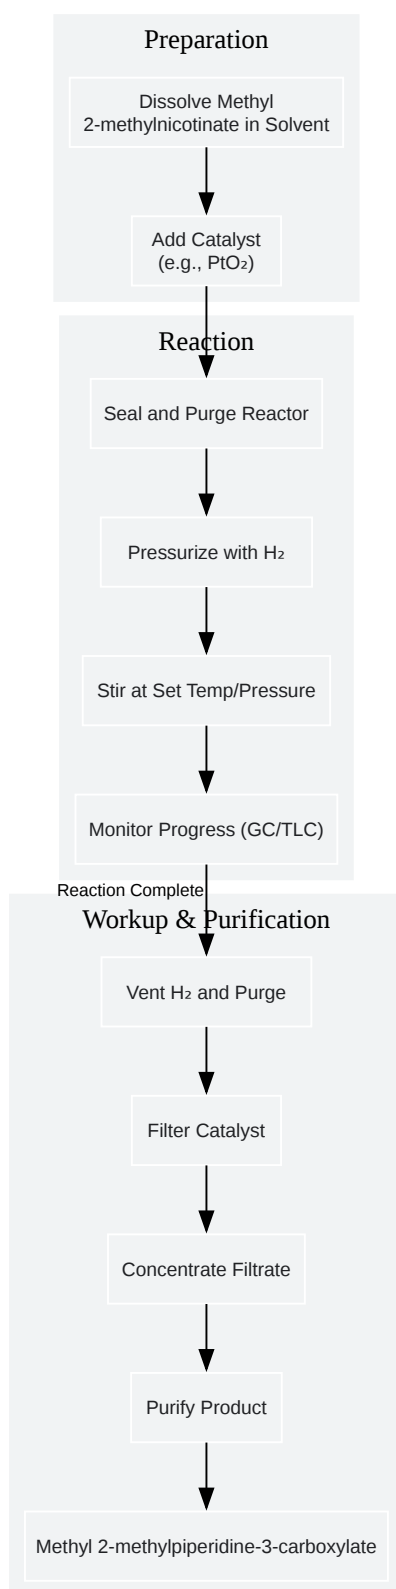 Preparation
Dissolve Methyl
2-methylnicotinate in Solvent
Add Catalyst
(e.g., PtO₂)
Reaction
Seal and Purge Reactor
Pressurize with H₂
Stir at Set Temp/Pressure
Monitor Progress (GC/TLC)
Reaction Complete
Workup & Purification
Vent H₂ and Purge
Filter Catalyst
Concentrate Filtrate
Purify Product
Methyl 2-methylpiperidine-3-carboxylate